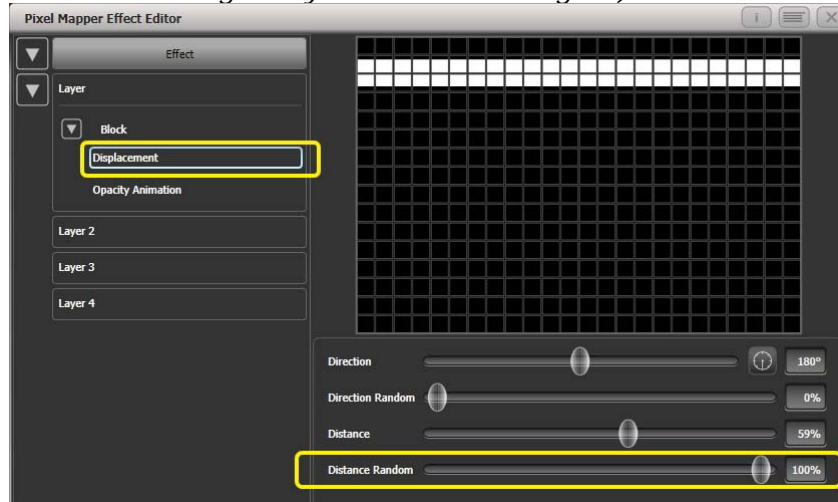 Pixel Mapper Effect Editor
i
Effect
Layer
Block
Displacement
Opacity Animation
Layer 2
Layer 3
Layer 4
Direction 180°
Direction Random 0%
Distance 59%
Distance Random 100%